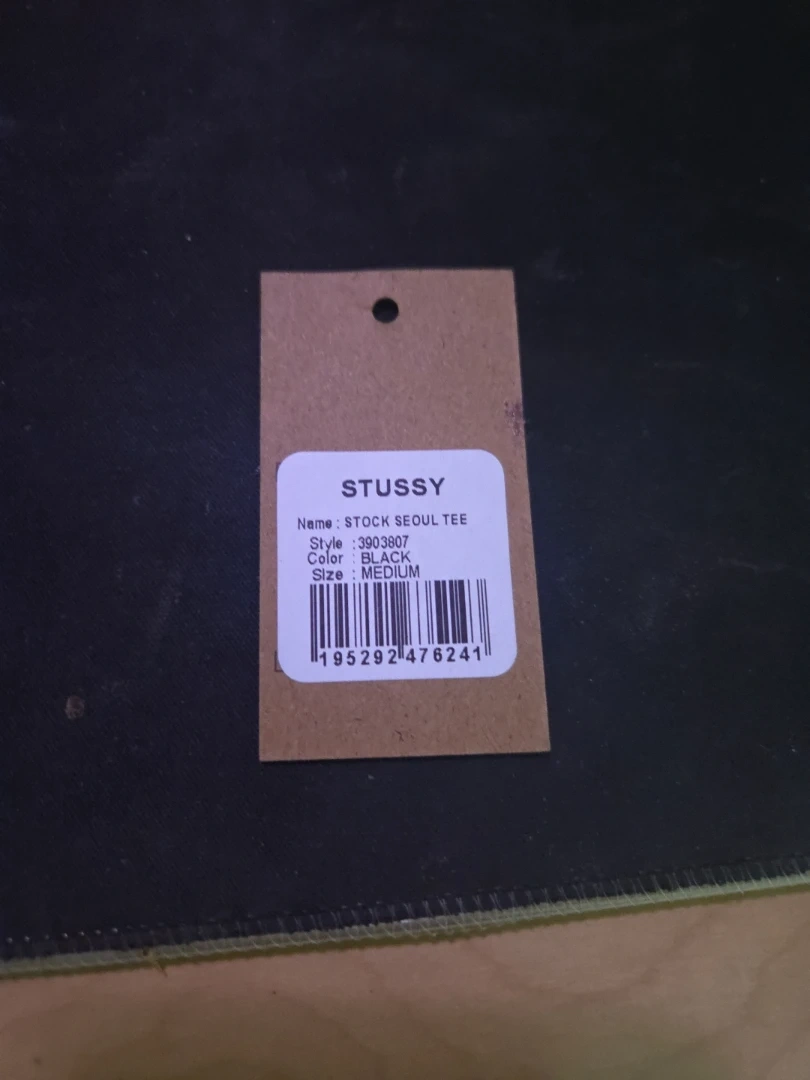 STUSSY
Name : STOCK SEOUL TEE
Style : 3903807
Color : BLACK
Size : MEDIUM
195292 476241